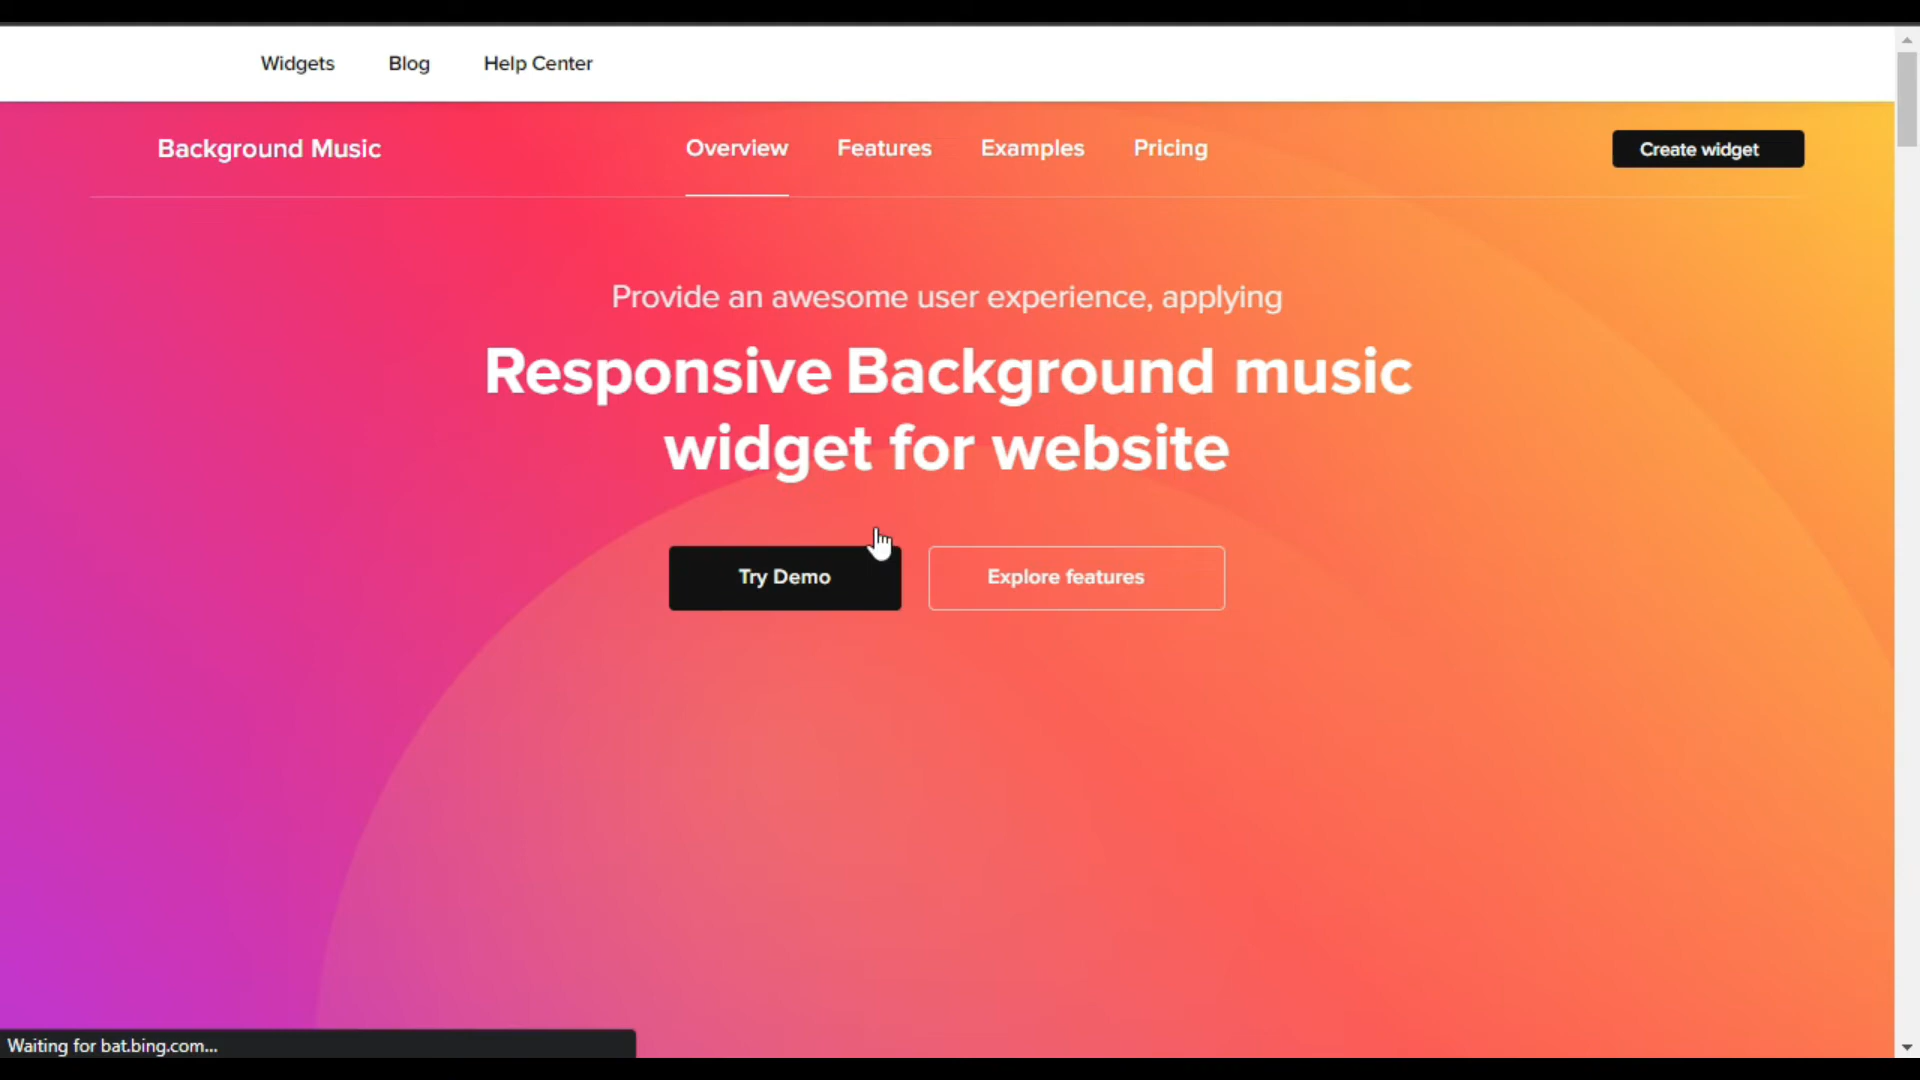 Widgets Blog Help Center
Background Music Overview Features Examples Pricing Create widget
Provide an awesome user experience, applying
Responsive Background music
widget for website
Try Demo Explore features
Waiting for bat.bing.com...